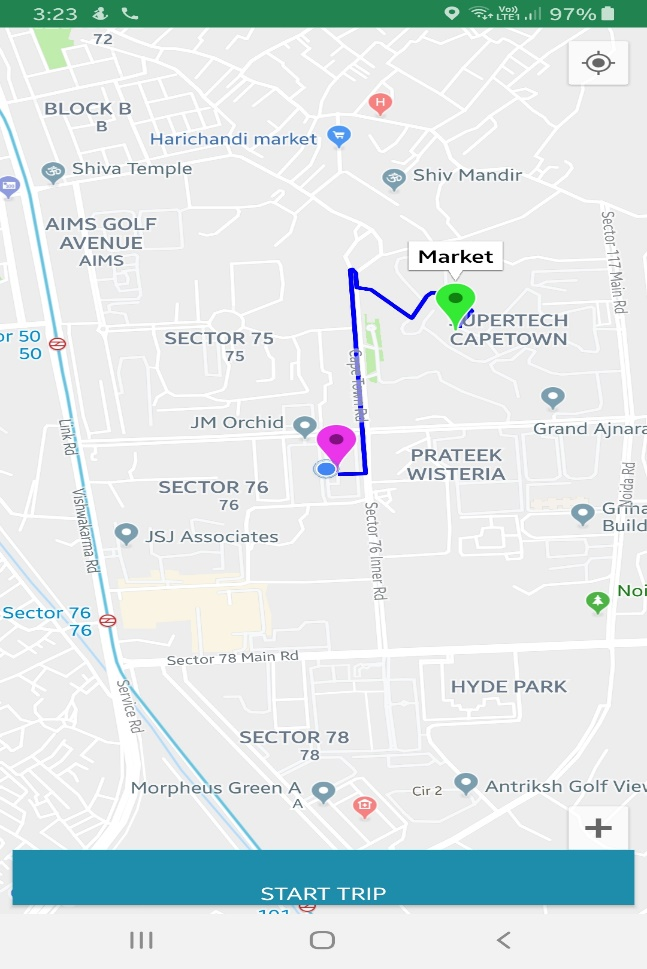 3:23
Vo))
LTE1
97%
72
BLOCK B
B
H
Harichandi market
Shiva Temple
Shiv Mandir
AIMS GOLF
AVENUE
AIMS
Sector 117 Main Rd
Market
SUPERTECH
CAPETOWN
or 50
50
SECTOR 75
75
Cape Town Rd
JM Orchid
Grand Ajnara
Link Rd
PRATEEK
WISTERIA
SECTOR 76
76
Vishwakarma Rd
Sector 76 Inner Rd
JSJ Associates
Build
Noi
Sector 76
76
Sector 78 Main Rd
Service Rd
HYDE PARK
SECTOR 78
78
Morpheus Green A
A
Cir 2
Antriksh Golf View
+
START TRIP
101